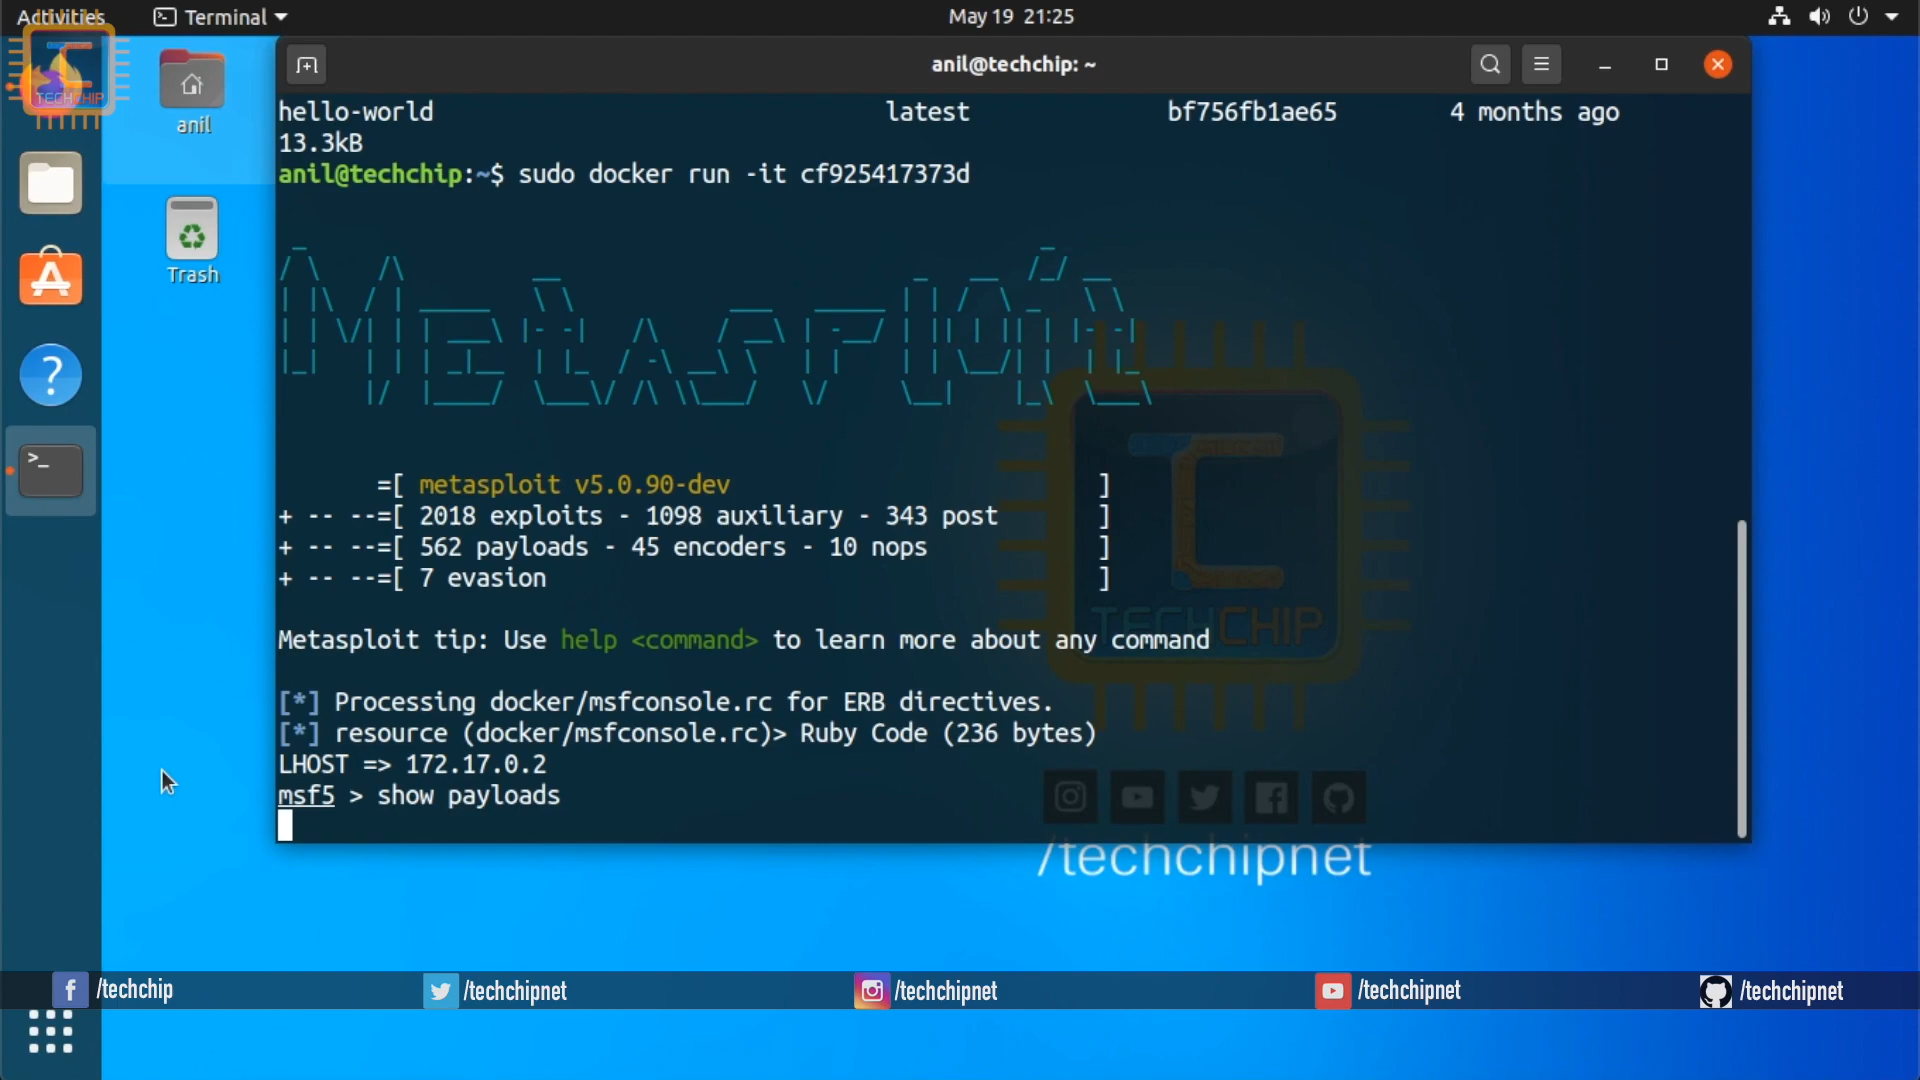 Activities
Terminal
May 19 21:25
TECHCHIP
anil
Trash
anil@techchip: ~
hello-world latest bf756fb1ae65 4 months ago
13.3kB
anil@techchip:~$ sudo docker run -it cf925417373d
=[ metasploit v5.0.90-dev ]
+ -- --=[ 2018 exploits - 1098 auxiliary - 343 post ]
+ -- --=[ 562 payloads - 45 encoders - 10 nops ]
+ -- --=[ 7 evasion ]
Metasploit tip: Use help <command> to learn more about any command
[*] Processing docker/msfconsole.rc for ERB directives.
[*] resource (docker/msfconsole.rc)> Ruby Code (236 bytes)
LHOST => 172.17.0.2
msf5 > show payloads
TECHCHIP
/techchipnet
/techchip
/techchipnet
/techchipnet
/techchipnet
/techchipnet